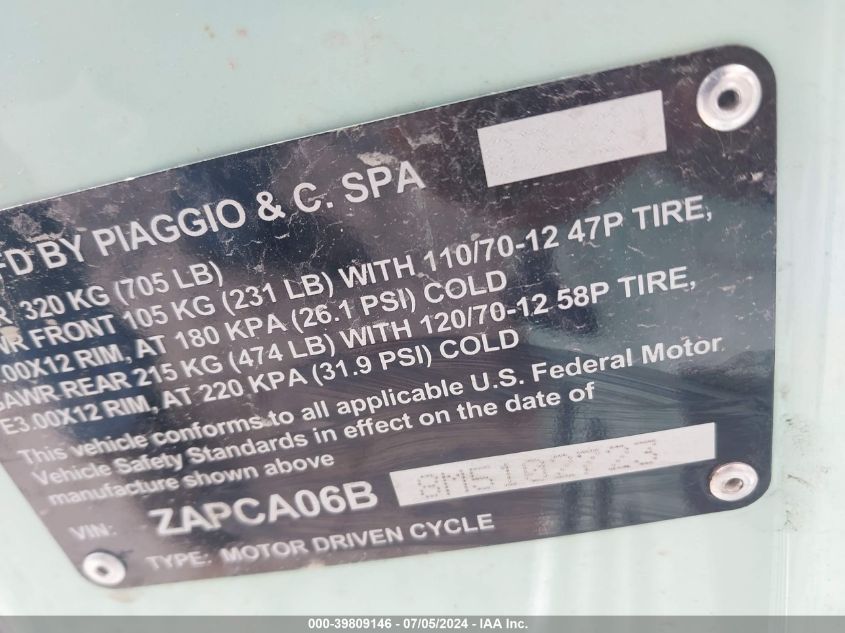 FD BY PIAGGIO & C. SPA
R 320 KG (705 LB)
WR FRONT 105 KG (231 LB) WITH 110/70-12 47P TIRE,
.00X12 RIM, AT 180 KPA (26.1 PSI) COLD
GAWR REAR 215 KG (474 LB) WITH 120/70-12 58P TIRE,
E3.00X12 RIM, AT 220 KPA (31.9 PSI) COLD
This vehicle conforms to all applicable U.S. Federal Motor
Vehicle Safety Standards in effect on the date of
manufacture shown above
VIN: ZAPCA06B 8M5102723
TYPE: MOTOR DRIVEN CYCLE
000-39809146 - 07/05/2024 - IAA Inc.